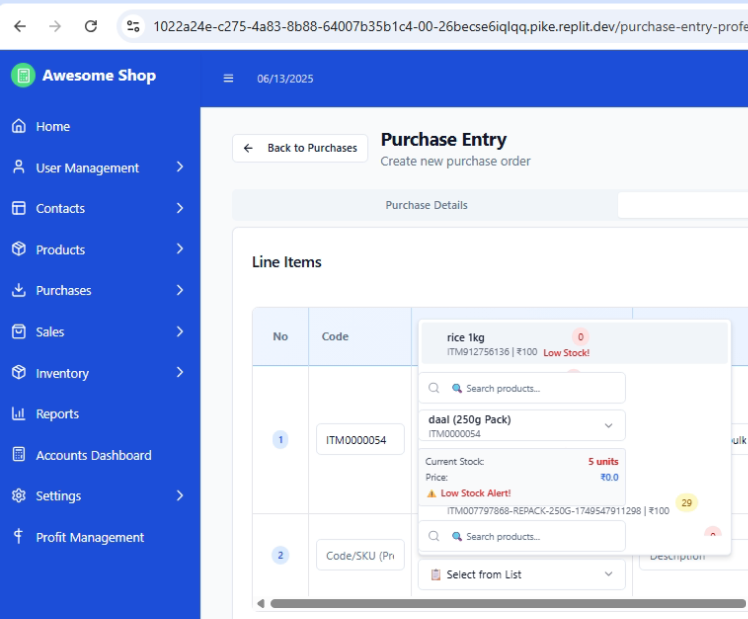 1022a24e-c275-4a83-8b88-64007b35b1c4-00-26becse6iqlqq.pike.replit.dev/purchase-entry-profe
Awesome Shop
06/13/2025
Home
User Management
Contacts
Products
Purchases
Sales
Inventory
Reports
Accounts Dashboard
Settings
Profit Management
Back to Purchases
Purchase Entry
Create new purchase order
Purchase Details
Line Items
No
Code
rice 1kg
0
ITM912756136 | ₹100
Low Stock!
Search products...
1
ITM0000054
daal (250g Pack)
ITM0000054
ulk
Current Stock:
5 units
Price:
₹0.0
Low Stock Alert!
ITM007797868-REPACK-250G-1749547911298 | ₹100
29
2
Code/SKU (Pr
Search products...
Description
Select from List